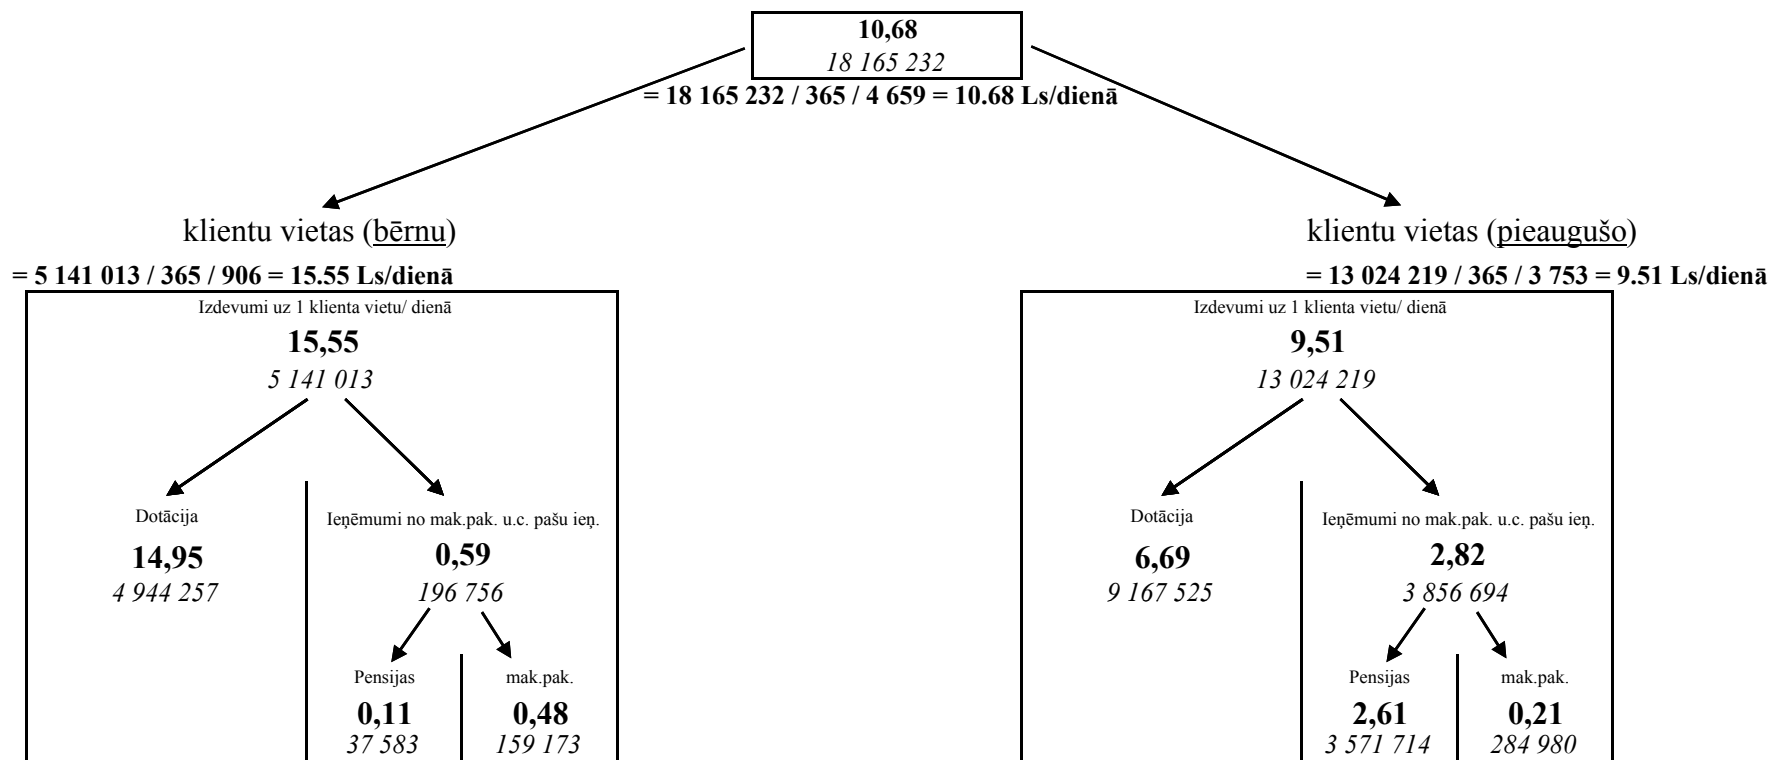 10,68
18 165 232
= 18 165 232 / 365 / 4 659 = 10.68 Ls/dienā
klientu vietas (bērnu)
= 5 141 013 / 365 / 906 = 15.55 Ls/dienā
Izdevumi uz 1 klienta vietu/ dienā
15,55
5 141 013
Dotācija
14,95
4 944 257
Ieņēmumi no mak.pak. u.c. pašu ieņ.
0,59
196 756
Pensijas
0,11
37 583
mak.pak.
0,48
159 173
klientu vietas (pieaugušo)
= 13 024 219 / 365 / 3 753 = 9.51 Ls/dienā
Izdevumi uz 1 klienta vietu/ dienā
9,51
13 024 219
Dotācija
6,69
9 167 525
Ieņēmumi no mak.pak. u.c. pašu ieņ.
2,82
3 856 694
Pensijas
2,61
3 571 714
mak.pak.
0,21
284 980